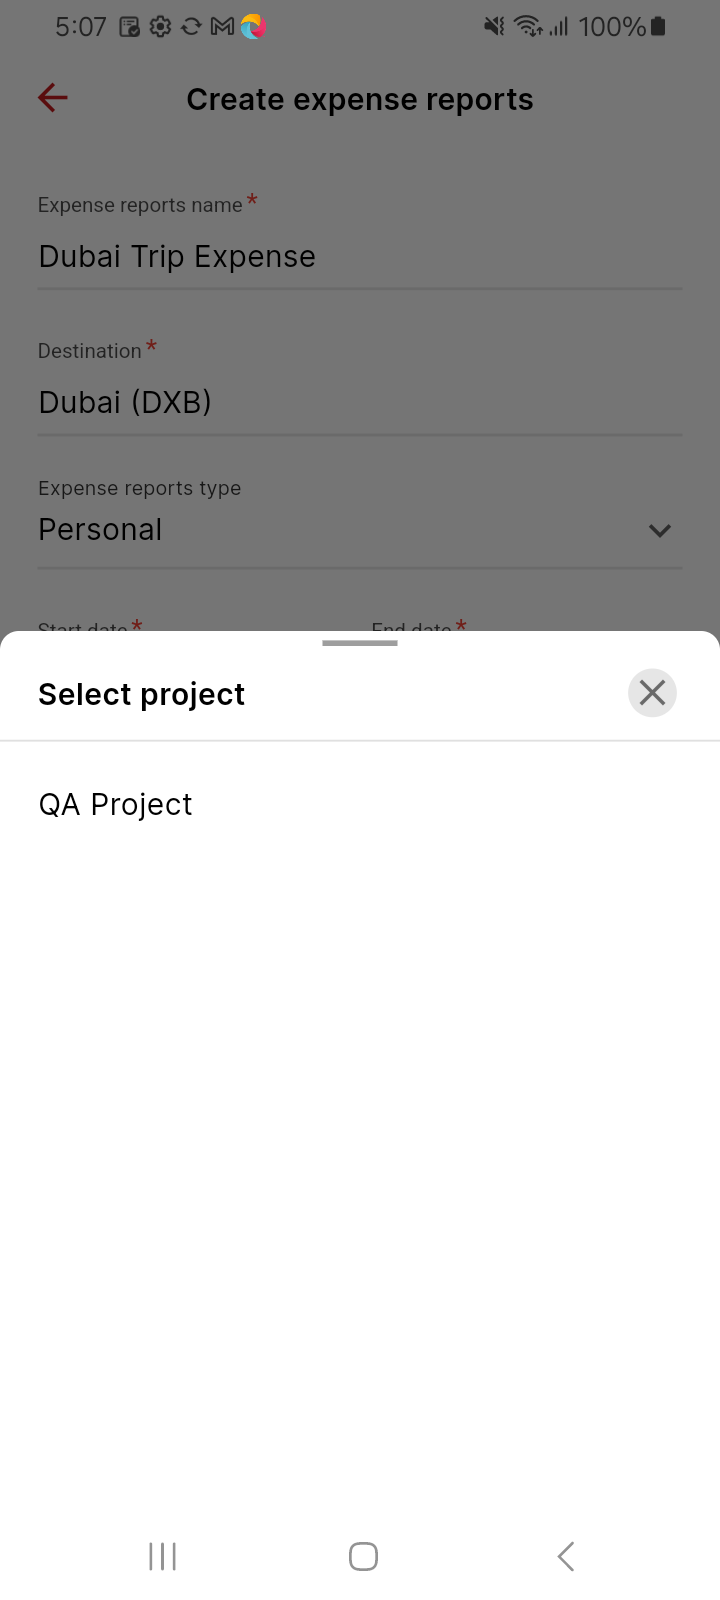 5:07 100%
Create expense reports
Expense reports name *
Dubai Trip Expense
Destination *
Dubai (DXB)
Expense reports type
Personal
Start date * End date *
Select project
QA Project